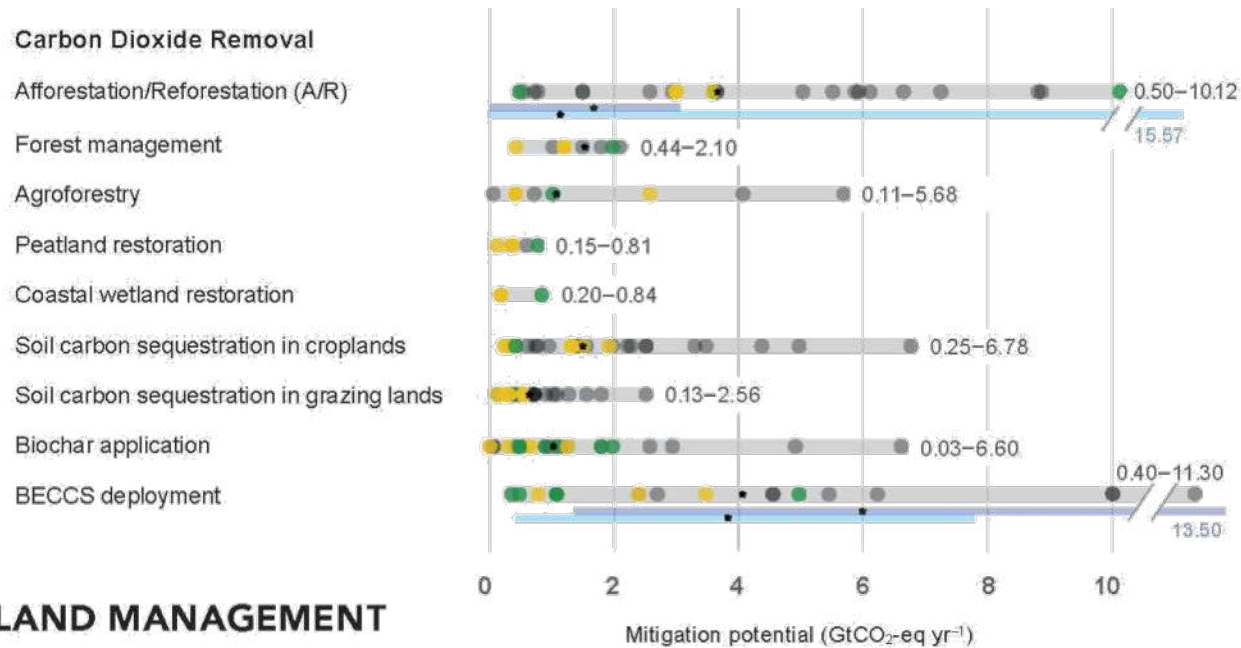 Carbon Dioxide Removal
Afforestation/Reforestation (A/R)
0.50–10.12
15.57
Forest management
0.44–2.10
Agroforestry
0.11–5.68
Peatland restoration
0.15–0.81
Coastal wetland restoration
0.20–0.84
Soil carbon sequestration in croplands
0.25–6.78
Soil carbon sequestration in grazing lands
0.13–2.56
Biochar application
0.03–6.60
BECCS deployment
0.40–11.30
13.50
0 2 4 6 8 10
LAND MANAGEMENT
Mitigation potential (GtCO₂-eq yr⁻¹)